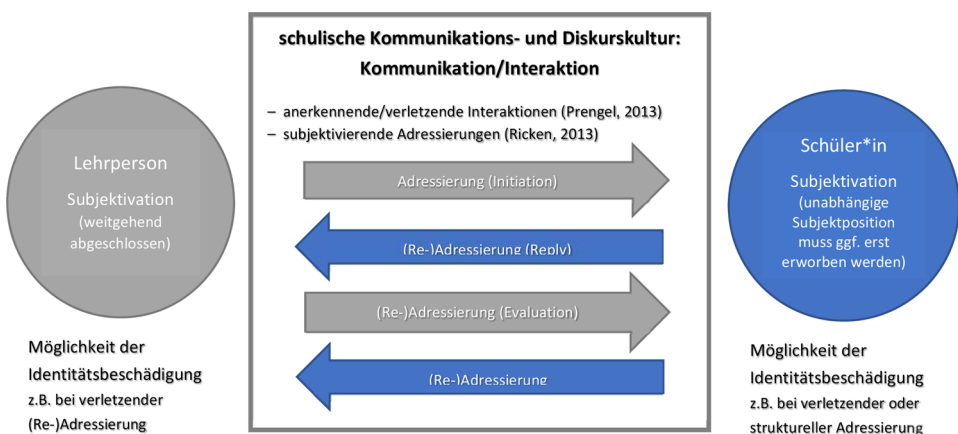 schulische Kommunikations- und Diskurskultur:
Kommunikation/Interaktion
– anerkennende/verletzende Interaktionen (Prengel, 2013)
– subjektivierende Adressierungen (Ricken, 2013)
Lehrperson
Subjektivation
(weitgehend
abgeschlossen)
Adressierung (Initiation)
(Re-)Adressierung (Reply)
(Re-)Adressierung (Evaluation)
(Re-)Adressierung
Schüler*in
Subjektivation
(unabhängige
Subjektposition
muss ggf. erst
erworben werden)
Möglichkeit der
Identitätsbeschädigung
z.B. bei verletzender
(Re-)Adressierung
Möglichkeit der
Identitätsbeschädigung
z.B. bei verletzender oder
struktureller Adressierung